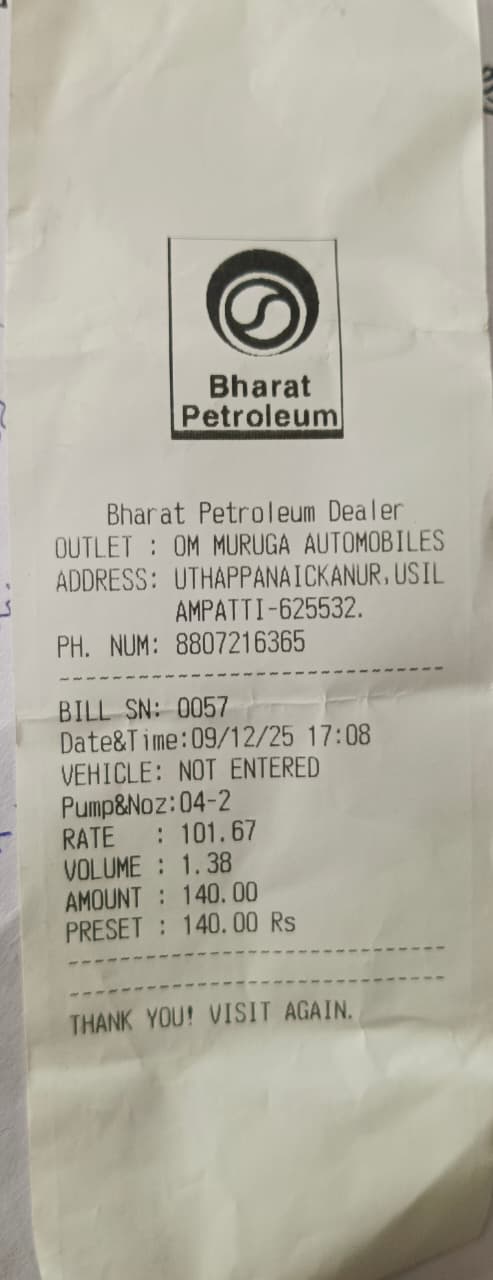 Bharat
Petroleum
Bharat Petroleum Dealer
OUTLET : OM MURUGA AUTOMOBILES
ADDRESS: UTHAPPANAICKANUR,USIL
AMPATTI-625532.
PH. NUM: 8807216365
------------------------------
BILL SN: 0057
Date&Time:09/12/25 17:08
VEHICLE: NOT ENTERED
Pump&Noz:04-2
RATE : 101.67
VOLUME : 1.38
AMOUNT : 140.00
PRESET : 140.00 Rs
------------------------------
------------------------------
THANK YOU! VISIT AGAIN.